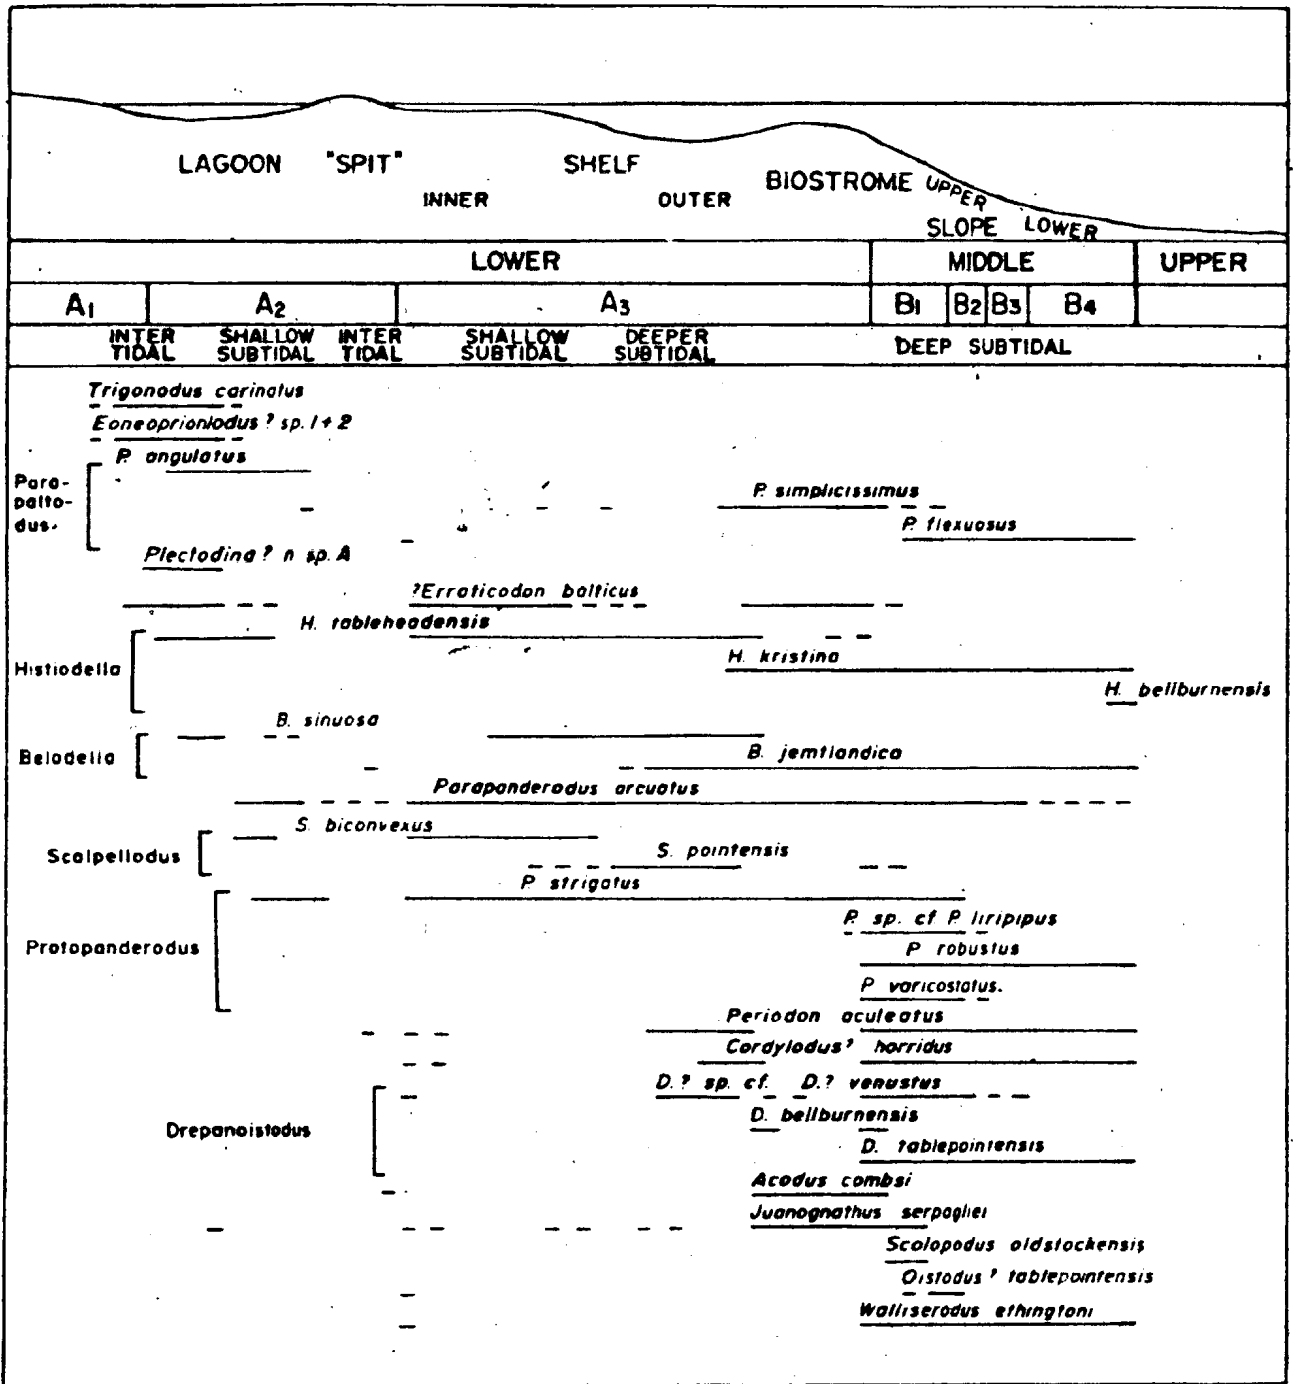 LAGOON "SPIT" SHELF
INNER OUTER BIOSTROME UPPER
SLOPE LOWER
LOWER MIDDLE UPPER
A1 A2 A3 B1 B2 B3 B4
INTER TIDAL SHALLOW SUBTIDAL INTER TIDAL SHALLOW SUBTIDAL DEEPER SUBTIDAL DEEP SUBTIDAL
Trigonodus carinatus
Eoneoprioniodus? sp. 1+2
P. angulatus
Para-
palto-
dus.
P. simplicissimus
P. flexuosus
Plectodina? n sp. A
?Erraticodon balticus
H. tableheadensis
Histiodella
H. kristina
H. bellburnensis
B. sinuosa
Belodella
B. jemtlandica
Parapanderodus arcuatus
S. biconvexus
Scalpellodus
S. pointensis
P. strigatus
P. sp. cf P. liripipus
Protopanderodus
P robustus
P varicostatus.
Periodon aculeatus
Cordylodus? horridus
D.? sp. cf. D.? venustus
D. bellburnensis
Drepanoistodus
D. tablepointensis
Acodus combsi
Juanognathus serpaglii
Scolopodus oldstockensis
Oistodus? tablepointensis
Walliserodus ethingtoni